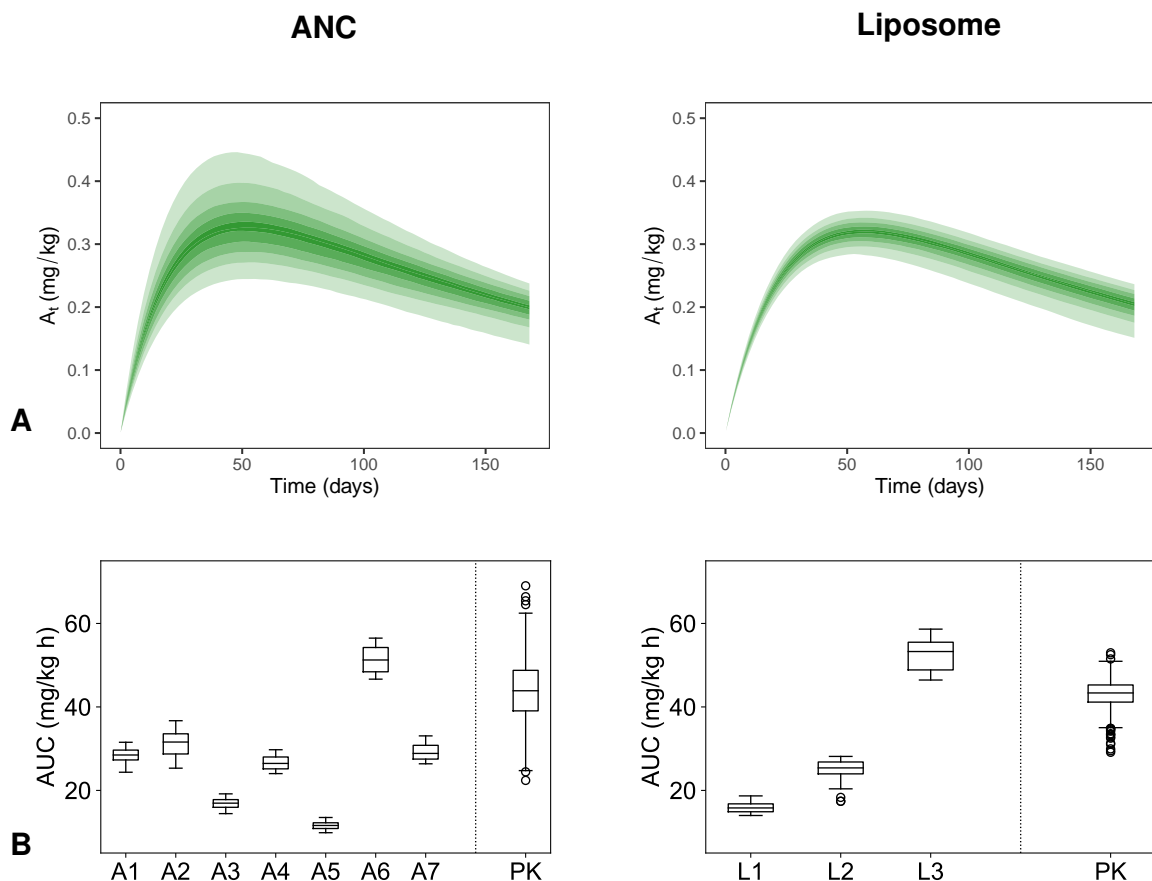 ANC
Liposome
0.5
0.4
0.3
0.2
0.1
0.0
At (mg/kg)
0 50 100 150
Time (days)
0.5
0.4
0.3
0.2
0.1
0.0
At (mg/kg)
0 50 100 150
Time (days)
A
60
40
20
AUC (mg/kg h)
A1 A2 A3 A4 A5 A6 A7 PK
60
40
20
AUC (mg/kg h)
L1 L2 L3 PK
B